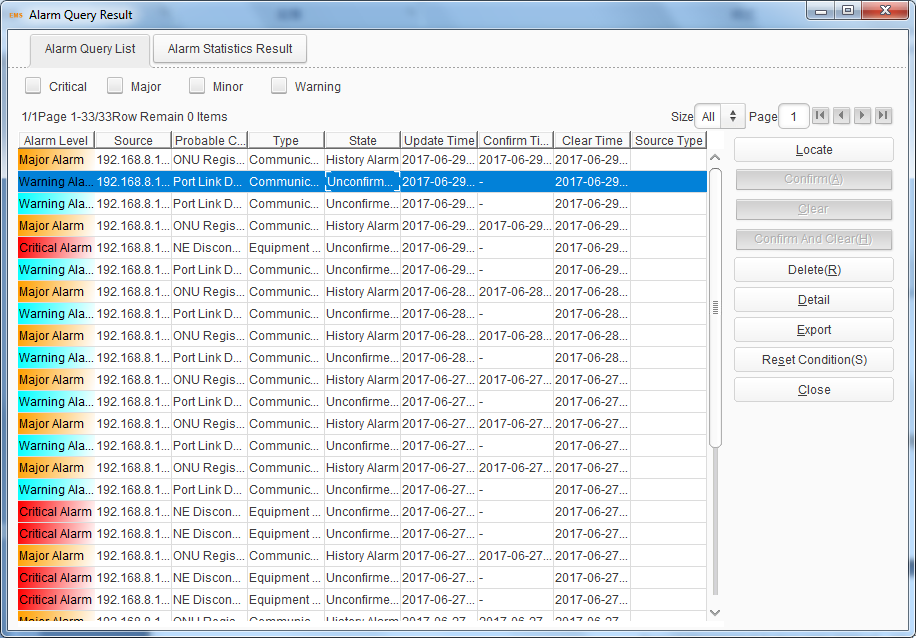 EMS Alarm Query Result
Alarm Query List Alarm Statistics Result
Critical Major Minor Warning
1/1Page 1-33/33Row Remain 0 Items Size All Page 1
Alarm Level Source Probable C... Type State Update Time Confirm Ti... Clear Time Source Type
Major Alarm 192.168.8.1... ONU Regis... Communic... History Alarm 2017-06-29... 2017-06-29... 2017-06-29...
Warning Ala... 192.168.8.1... Port Link D... Communic... Unconfirm... 2017-06-29... - 2017-06-29...
Warning Ala... 192.168.8.1... Port Link D... Communic... Unconfirme... 2017-06-29... - 2017-06-29...
Major Alarm 192.168.8.1... ONU Regis... Communic... History Alarm 2017-06-29... 2017-06-29... 2017-06-29...
Critical Alarm 192.168.8.1... NE Discon... Equipment ... Unconfirme... 2017-06-29... - 2017-06-29...
Warning Ala... 192.168.8.1... Port Link D... Communic... Unconfirme... 2017-06-29... - 2017-06-29...
Major Alarm 192.168.8.1... ONU Regis... Communic... History Alarm 2017-06-28... 2017-06-28... 2017-06-28...
Warning Ala... 192.168.8.1... Port Link D... Communic... Unconfirme... 2017-06-28... - 2017-06-28...
Major Alarm 192.168.8.1... ONU Regis... Communic... History Alarm 2017-06-28... 2017-06-28... 2017-06-28...
Warning Ala... 192.168.8.1... Port Link D... Communic... Unconfirme... 2017-06-28... - 2017-06-28...
Major Alarm 192.168.8.1... ONU Regis... Communic... History Alarm 2017-06-27... 2017-06-27... 2017-06-27...
Warning Ala... 192.168.8.1... Port Link D... Communic... Unconfirme... 2017-06-27... - 2017-06-27...
Major Alarm 192.168.8.1... ONU Regis... Communic... History Alarm 2017-06-27... 2017-06-27... 2017-06-27...
Warning Ala... 192.168.8.1... Port Link D... Communic... Unconfirme... 2017-06-27... - 2017-06-27...
Major Alarm 192.168.8.1... ONU Regis... Communic... History Alarm 2017-06-27... 2017-06-27... 2017-06-27...
Warning Ala... 192.168.8.1... Port Link D... Communic... Unconfirme... 2017-06-27... - 2017-06-27...
Critical Alarm 192.168.8.1... NE Discon... Equipment ... Unconfirme... 2017-06-27... - 2017-06-27...
Critical Alarm 192.168.8.1... NE Discon... Equipment ... Unconfirme... 2017-06-27... - 2017-06-27...
Major Alarm 192.168.8.1... ONU Regis... Communic... History Alarm 2017-06-27... 2017-06-27... 2017-06-27...
Critical Alarm 192.168.8.1... NE Discon... Equipment ... Unconfirme... 2017-06-27... - 2017-06-27...
Critical Alarm 192.168.8.1... NE Discon... Equipment ... Unconfirme... 2017-06-27... - 2017-06-27...
Locate
Confirm(A)
Clear
Confirm And Clear(H)
Delete(R)
Detail
Export
Reset Condition(S)
Close